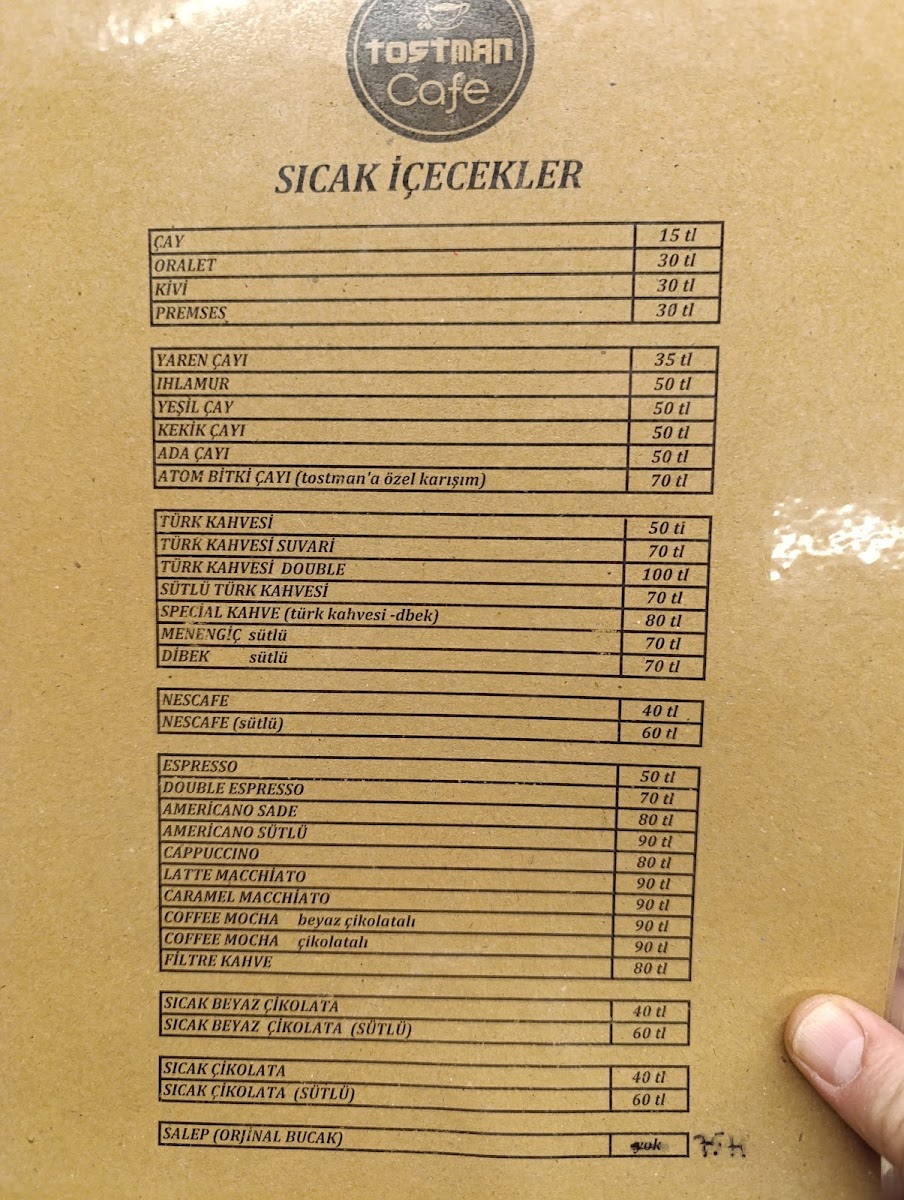 TOSTMAN
Cafe
SICAK İÇECEKLER
ÇAY 15 tl
ORALET 30 tl
KİVİ 30 tl
PREMSES 30 tl
YAREN ÇAYI 35 tl
IHLAMUR 50 tl
YEŞİL ÇAY 50 tl
KEKİK ÇAYI 50 tl
ADA ÇAYI 50 tl
ATOM BİTKİ ÇAYI (tostman'a özel karışım) 70 tl
TÜRK KAHVESİ 50 ti
TÜRK KAHVESİ SUVARİ 70 tl
TÜRK KAHVESİ DOUBLE 100 tl
SÜTLÜ TÜRK KAHVESİ 70 tl
SPECİAL KAHVE (türk kahvesi -dbek) 80 tl
MENENGİÇ sütlü 70 tl
DİBEK sütlü 70 tl
NESCAFE 40 tl
NESCAFE (sütlü) 60 tl
ESPRESSO 50 tl
DOUBLE ESPRESSO 70 tl
AMERİCANO SADE 80 tl
AMERİCANO SÜTLÜ 90 tl
CAPPUCCINO 80 tl
LATTE MACCHİATO 90 tl
CARAMEL MACCHİATO 90 tl
COFFEE MOCHA beyaz çikolatalı 90 tl
COFFEE MOCHA çikolatalı 90 tl
FİLTRE KAHVE 80 tl
SICAK BEYAZ ÇİKOLATA 40 tl
SICAK BEYAZ ÇİKOLATA (SÜTLÜ) 60 tl
SICAK ÇİKOLATA 40 tl
SICAK ÇİKOLATA (SÜTLÜ) 60 tl
SALEP (ORJİNAL BUCAK) yok 75 tl